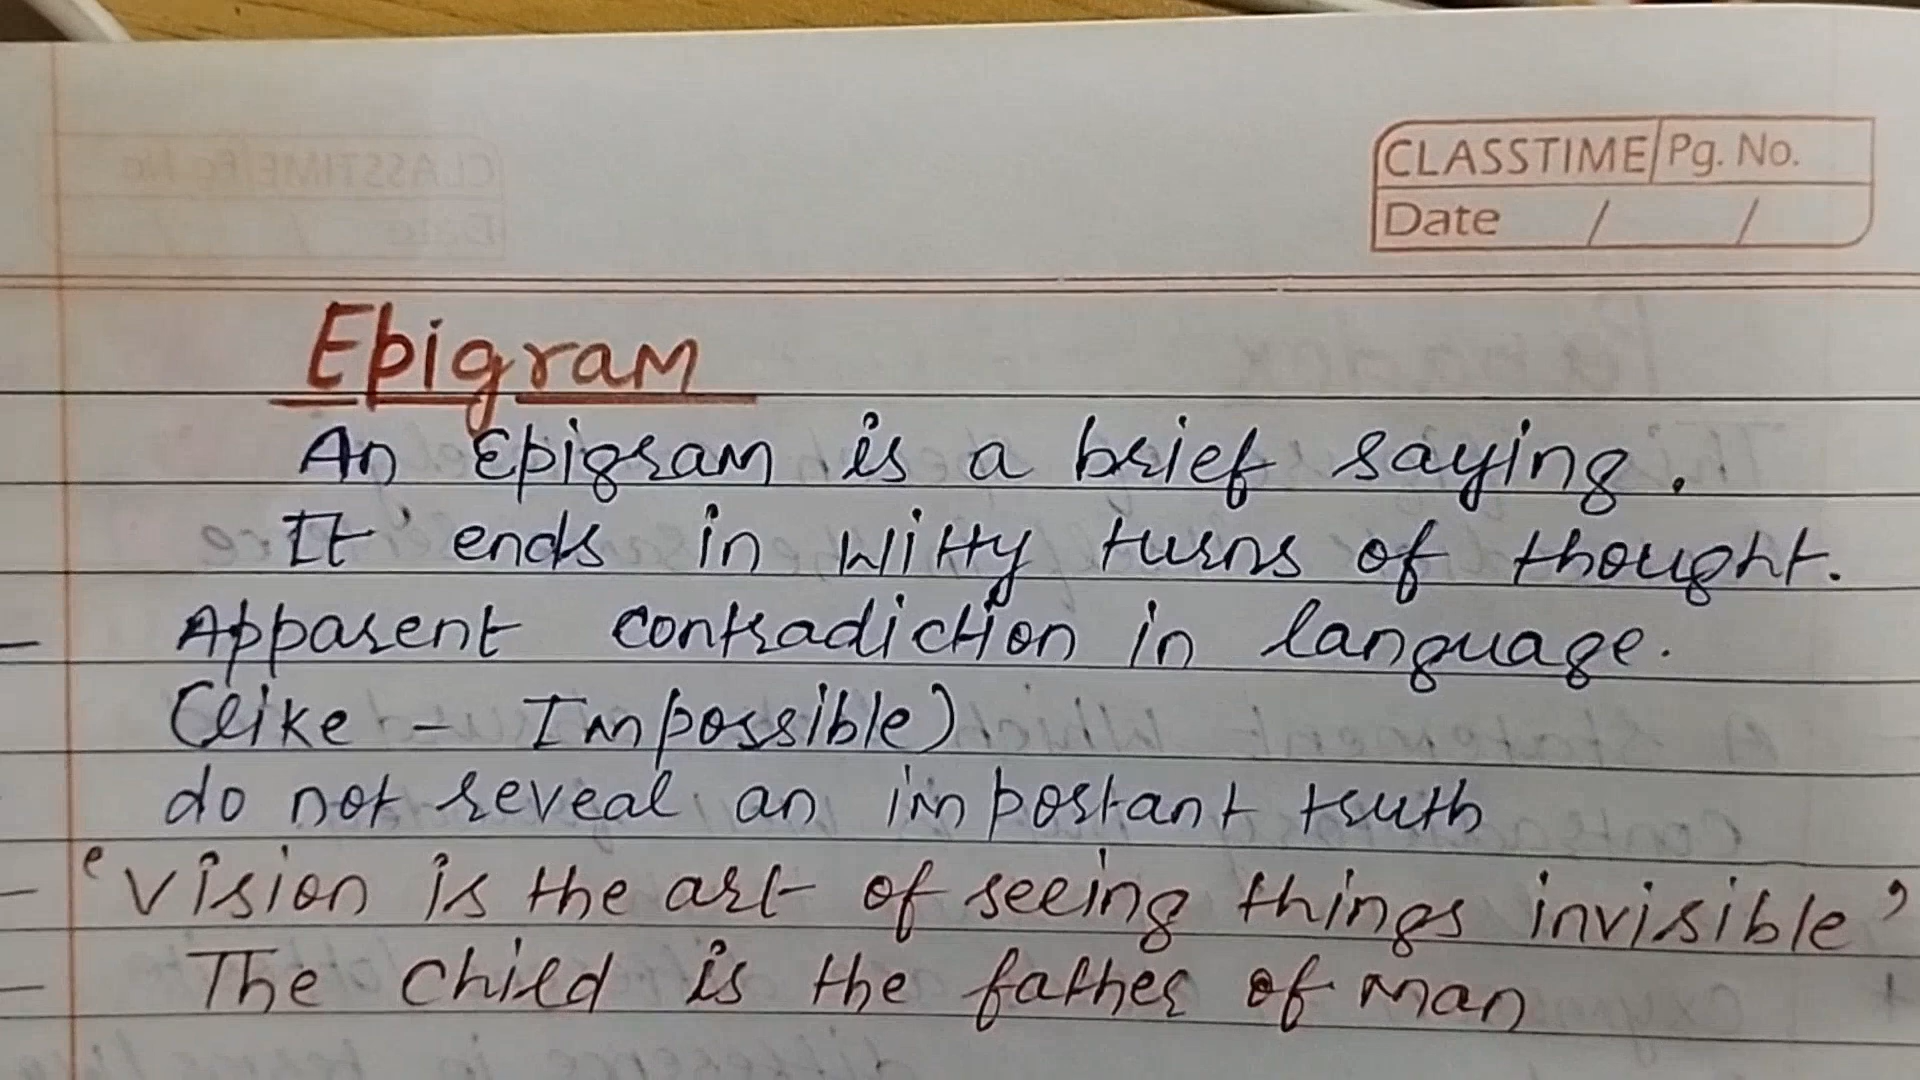 CLASSTIME Pg. No.
Date / /
Epigram
An Epigram is a brief saying.
It ends in witty turns of thought.
- Apparent contradiction in language.
(like - Impossible)
do not reveal an important truth
- 'Vision is the art of seeing things invisible'
- The Child is the father of man